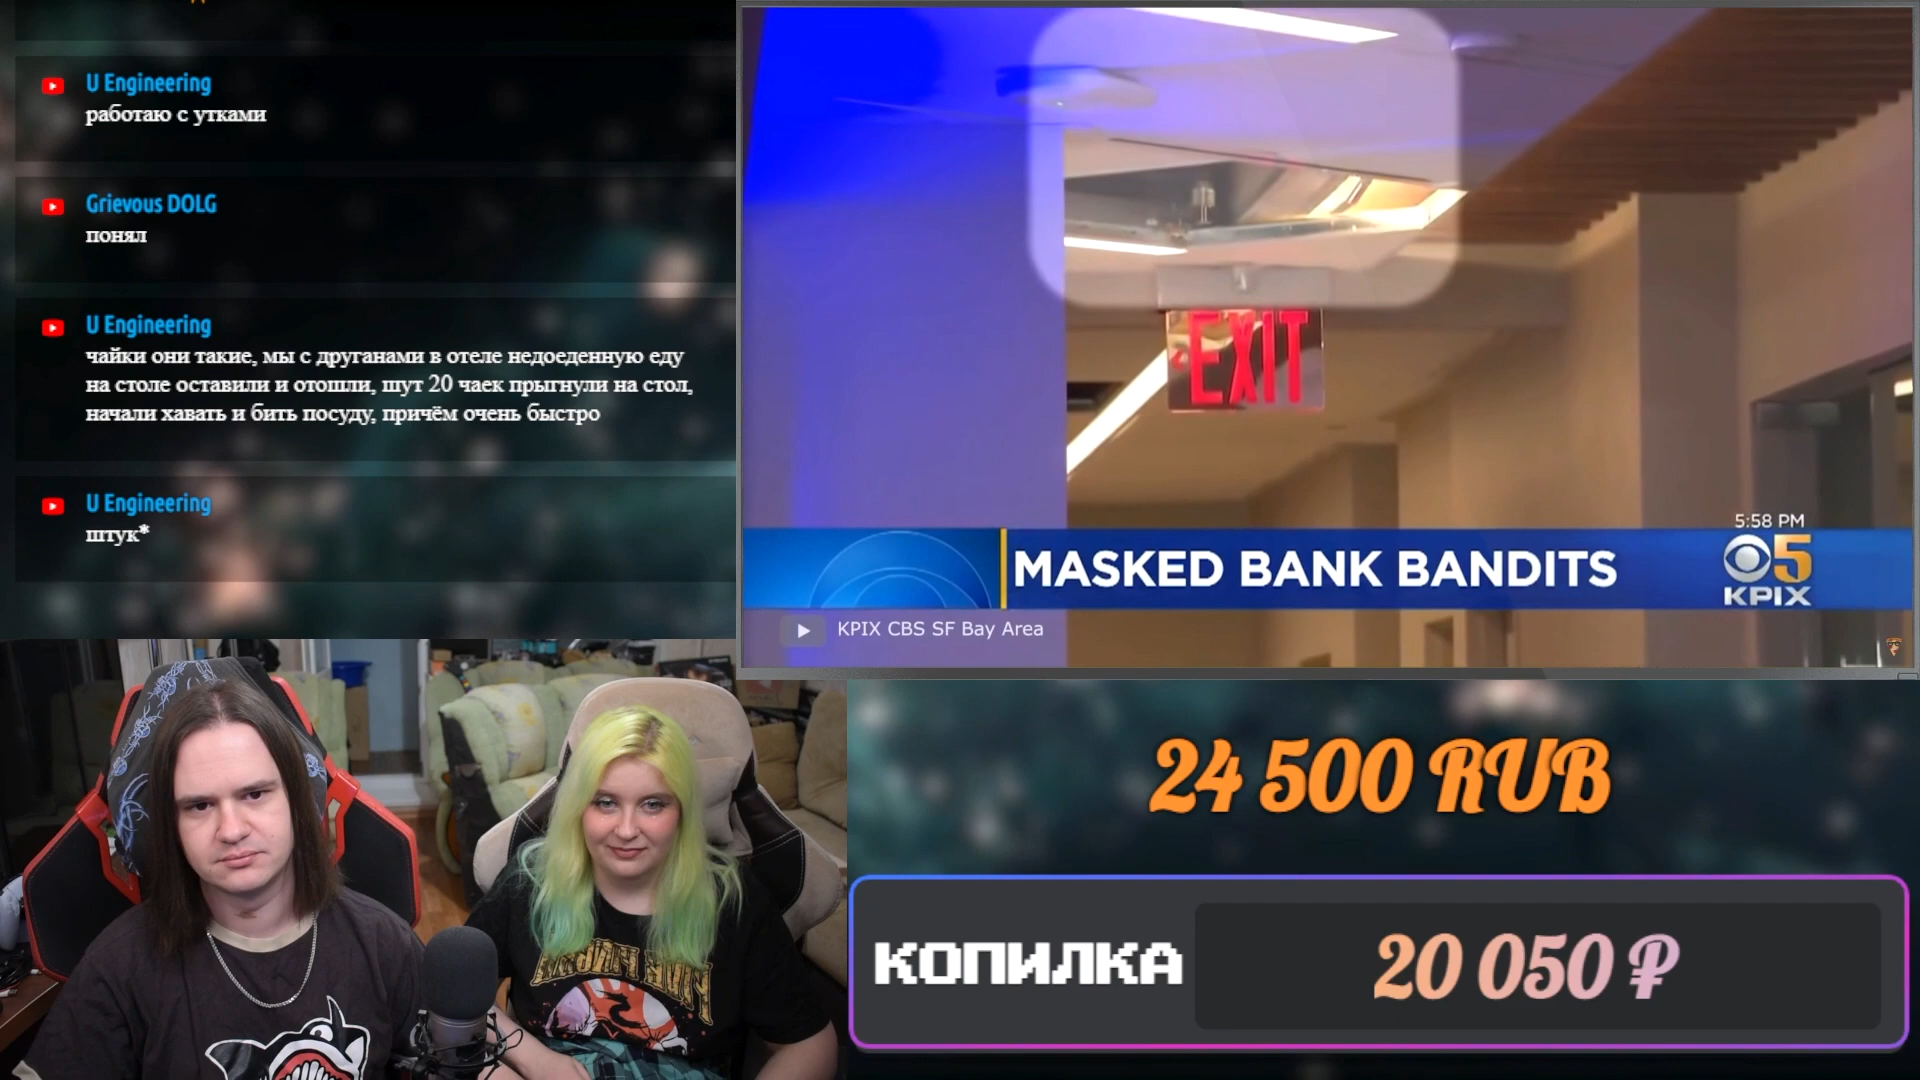 U Engineering
работаю с утками
Grievous DOLG
понял
U Engineering
чайки они такие, мы с друганами в отеле недоеденную еду
на столе оставили и отошли, шут 20 чаек прыгнули на стол,
начали хавать и бить посуду, причём очень быстро
U Engineering
штук*
EXIT
5:58 PM
MASKED BANK BANDITS
5
KPIX
KPIX CBS SF Bay Area
24 500 RUB
КОПИЛКА
20 050 ₽